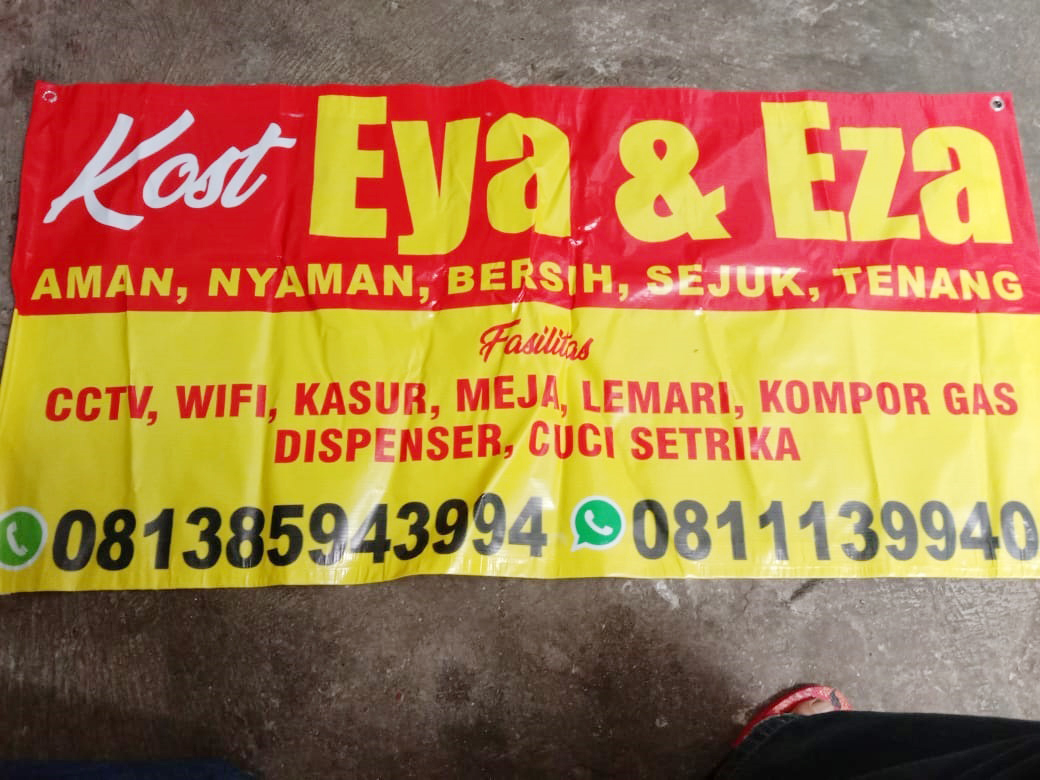 Kost Eya & Eza
AMAN, NYAMAN, BERSIH, SEJUK, TENANG
Fasilitas
CCTV, WIFI, KASUR, MEJA, LEMARI, KOMPOR GAS
DISPENSER, CUCI SETRIKA
081385943994 0811139940